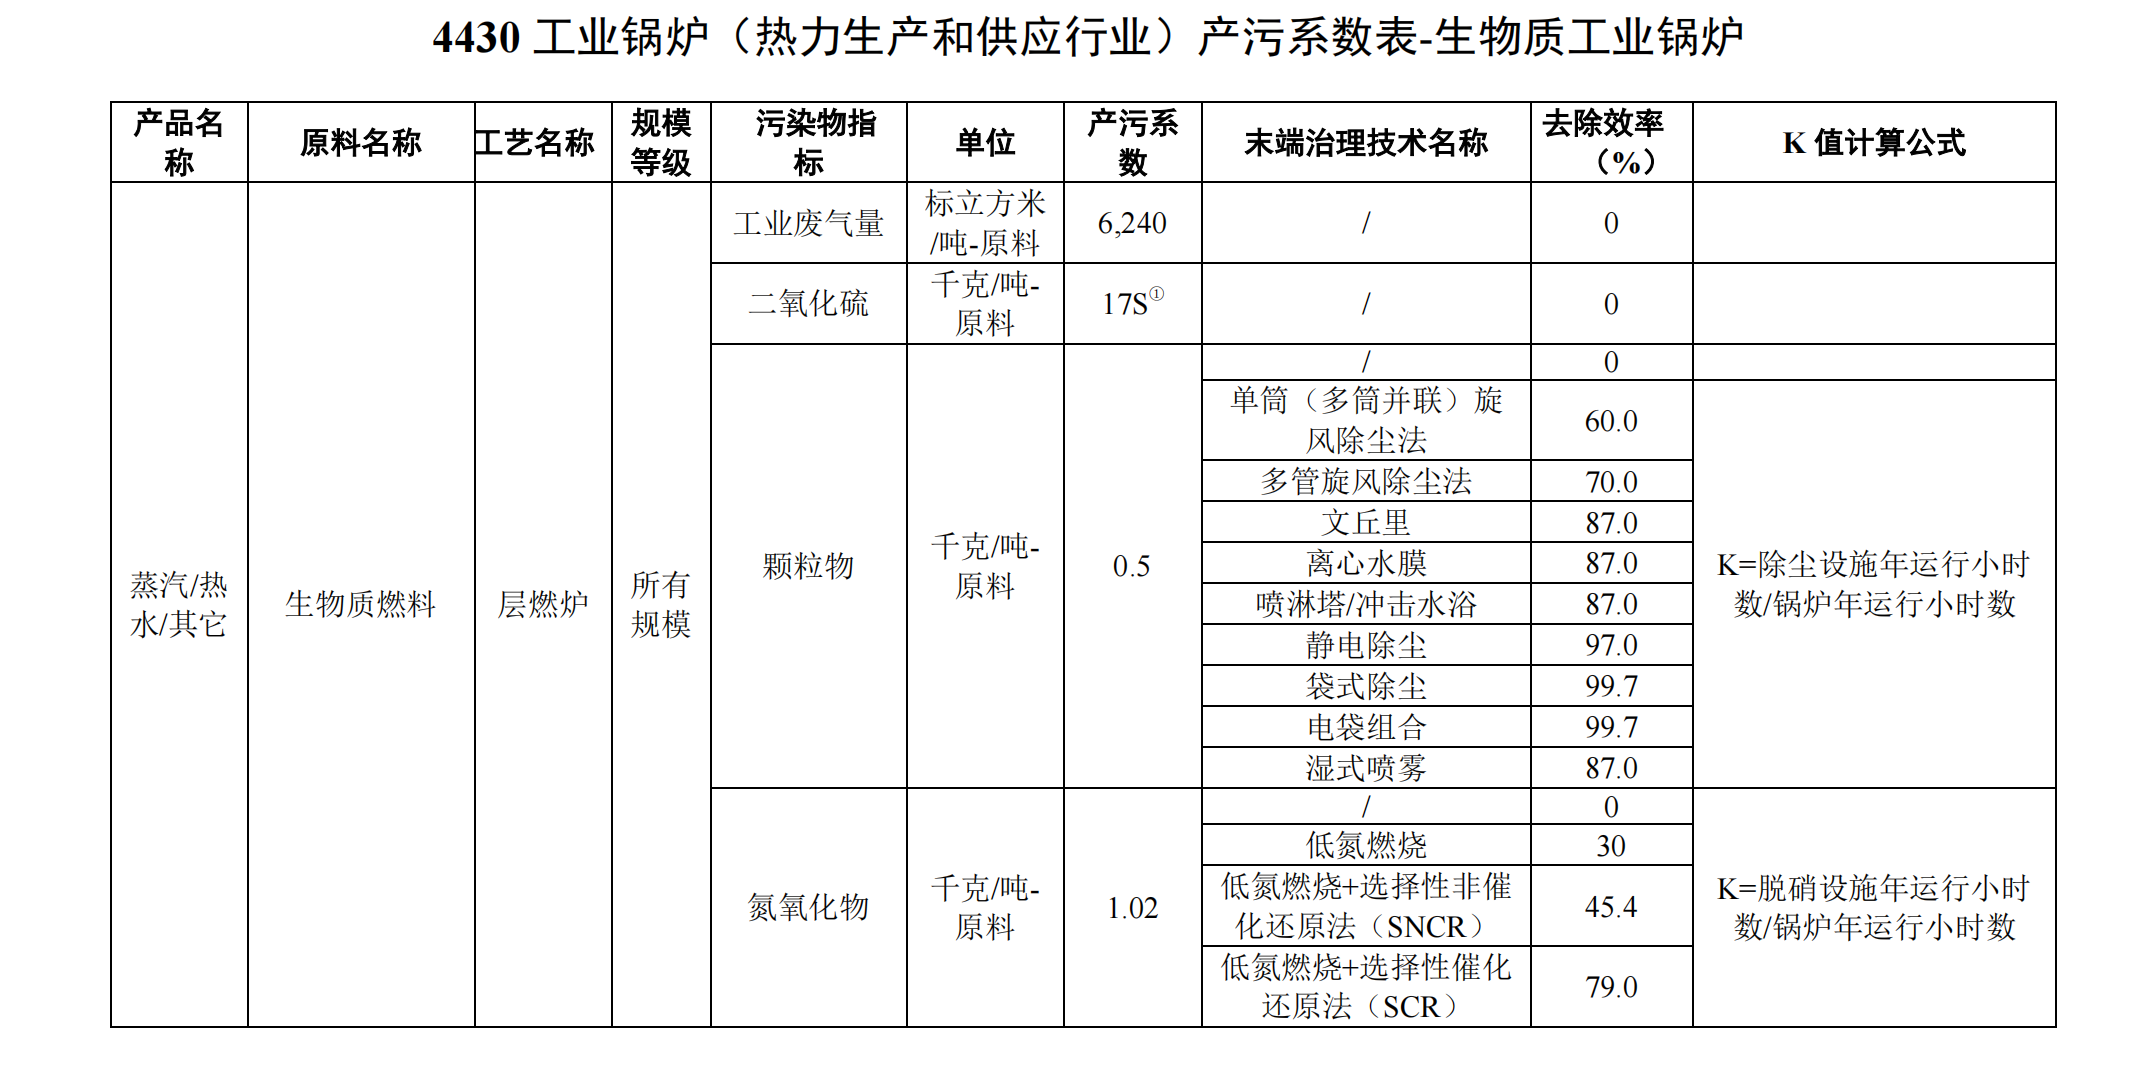 4430 工业锅炉（热力生产和供应行业）产污系数表-生物质工业锅炉
产品名
称
原料名称
工艺名称
规模
等级
污染物指
标
单位
产污系
数
末端治理技术名称
去除效率
（%）
K 值计算公式
蒸汽/热
水/其它
生物质燃料
层燃炉
所有
规模
工业废气量
标立方米
/吨-原料
6,240
/
0
二氧化硫
千克/吨-
原料
17S①
/
0
颗粒物
千克/吨-
原料
0.5
/
0
单筒（多筒并联）旋
风除尘法
60.0
多管旋风除尘法
70.0
文丘里
87.0
离心水膜
87.0
喷淋塔/冲击水浴
87.0
静电除尘
97.0
袋式除尘
99.7
电袋组合
99.7
湿式喷雾
87.0
K=除尘设施年运行小时
数/锅炉年运行小时数
氮氧化物
千克/吨-
原料
1.02
/
0
低氮燃烧
30
低氮燃烧+选择性非催
化还原法（SNCR）
45.4
低氮燃烧+选择性催化
还原法（SCR）
79.0
K=脱硝设施年运行小时
数/锅炉年运行小时数